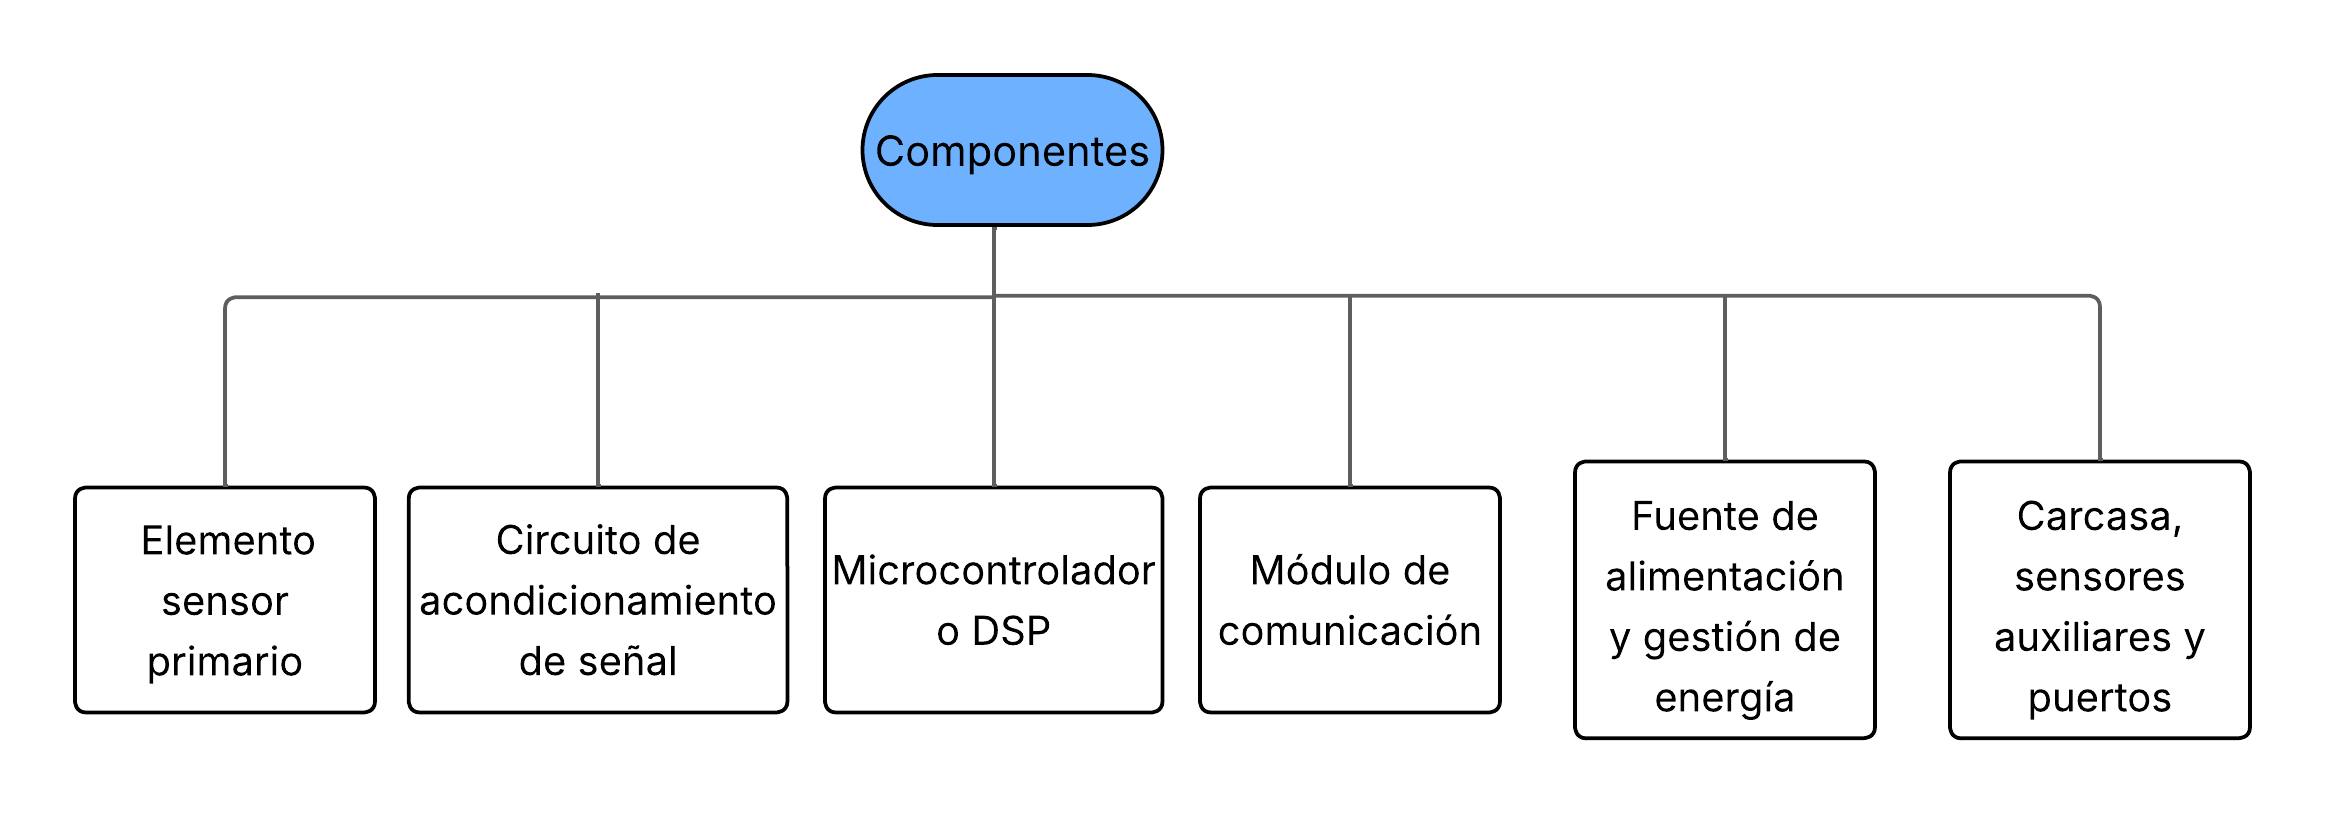 Componentes
Elemento
sensor
primario
Circuito de
acondicionamiento
de señal
Microcontrolador
o DSP
Módulo de
comunicación
Fuente de
alimentación
y gestión de
energía
Carcasa,
sensores
auxiliares y
puertos